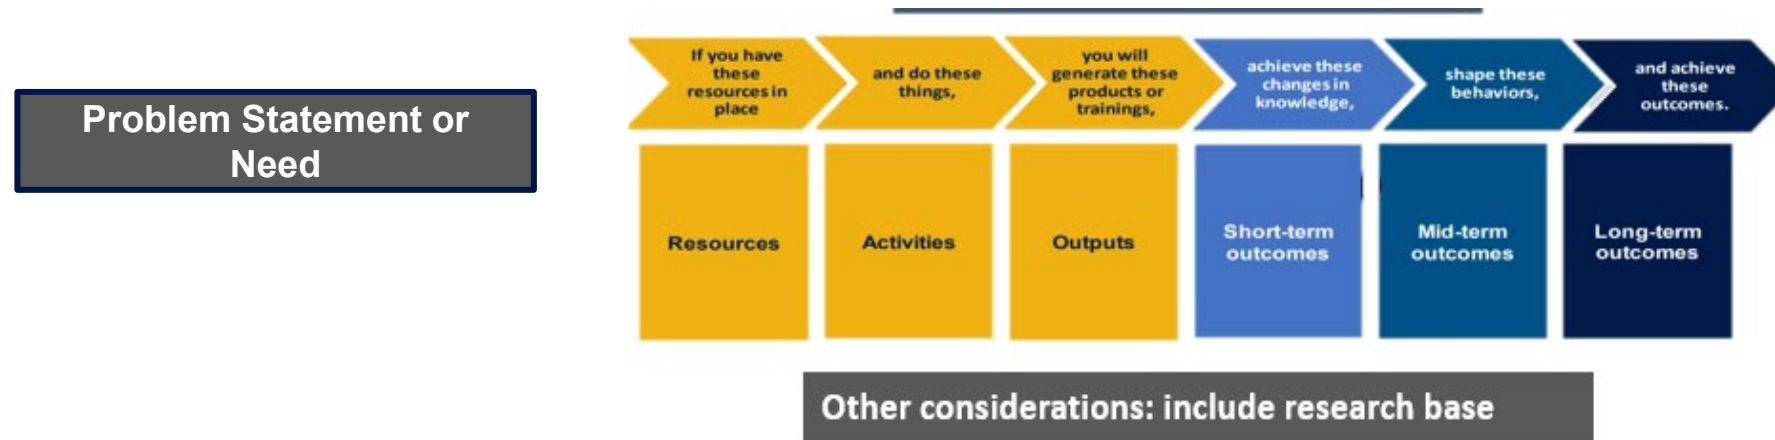 Problem Statement or
Need
If you have
these
resources in
place
and do these
things,
you will
generate these
products or
trainings,
achieve these
changes in
knowledge,
shape these
behaviors,
and achieve
these
outcomes.
Resources
Activities
Outputs
Short-term
outcomes
Mid-term
outcomes
Long-term
outcomes
Other considerations: include research base